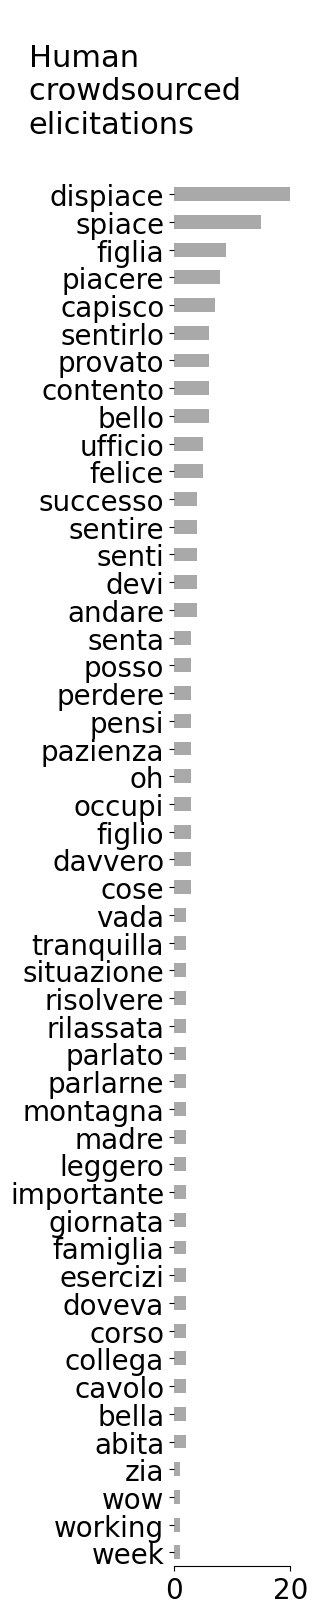 Human
crowdsourced
elicitations
dispiace
spiace
figlia
piacere
capisco
sentirlo
provato
contento
bello
ufficio
felice
successo
sentire
senti
devi
andare
senta
posso
perdere
pensi
pazienza
oh
occupi
figlio
davvero
cose
vada
tranquilla
situazione
risolvere
rilassata
parlato
parlarne
montagna
madre
leggero
importante
giornata
famiglia
esercizi
doveva
corso
collega
cavolo
bella
abita
zia
wow
working
week
0 20